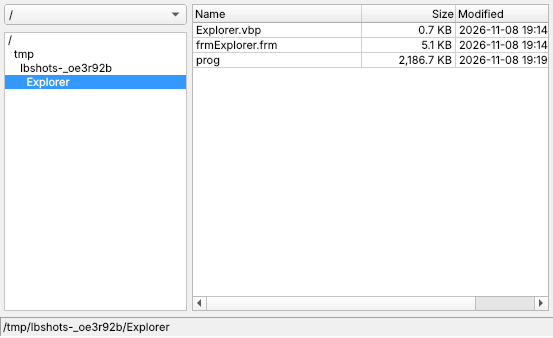 /
/
tmp
lbshots-_oe3r92b
Explorer
Name Size Modified
Explorer.vbp 0.7 KB 2026-11-08 19:14
frmExplorer.frm 5.1 KB 2026-11-08 19:14
prog 2,186.7 KB 2026-11-08 19:19
/tmp/lbshots-_oe3r92b/Explorer